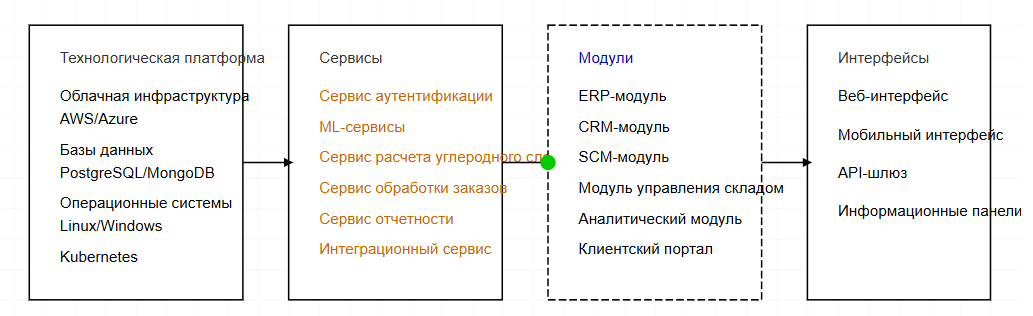 Технологическая платформа
Облачная инфраструктура
AWS/Azure
Базы данных
PostgreSQL/MongoDB
Операционные системы
Linux/Windows
Kubernetes
Сервисы
Сервис аутентификации
ML-сервисы
Сервис расчета углеродного
Сервис обработки заказов
Сервис отчетности
Интеграционный сервис
Модули
ERP-модуль
CRM-модуль
SCM-модуль
Модуль управления складом
Аналитический модуль
Клиентский портал
Интерфейсы
Веб-интерфейс
Мобильный интерфейс
API-шлюз
Информационные панели